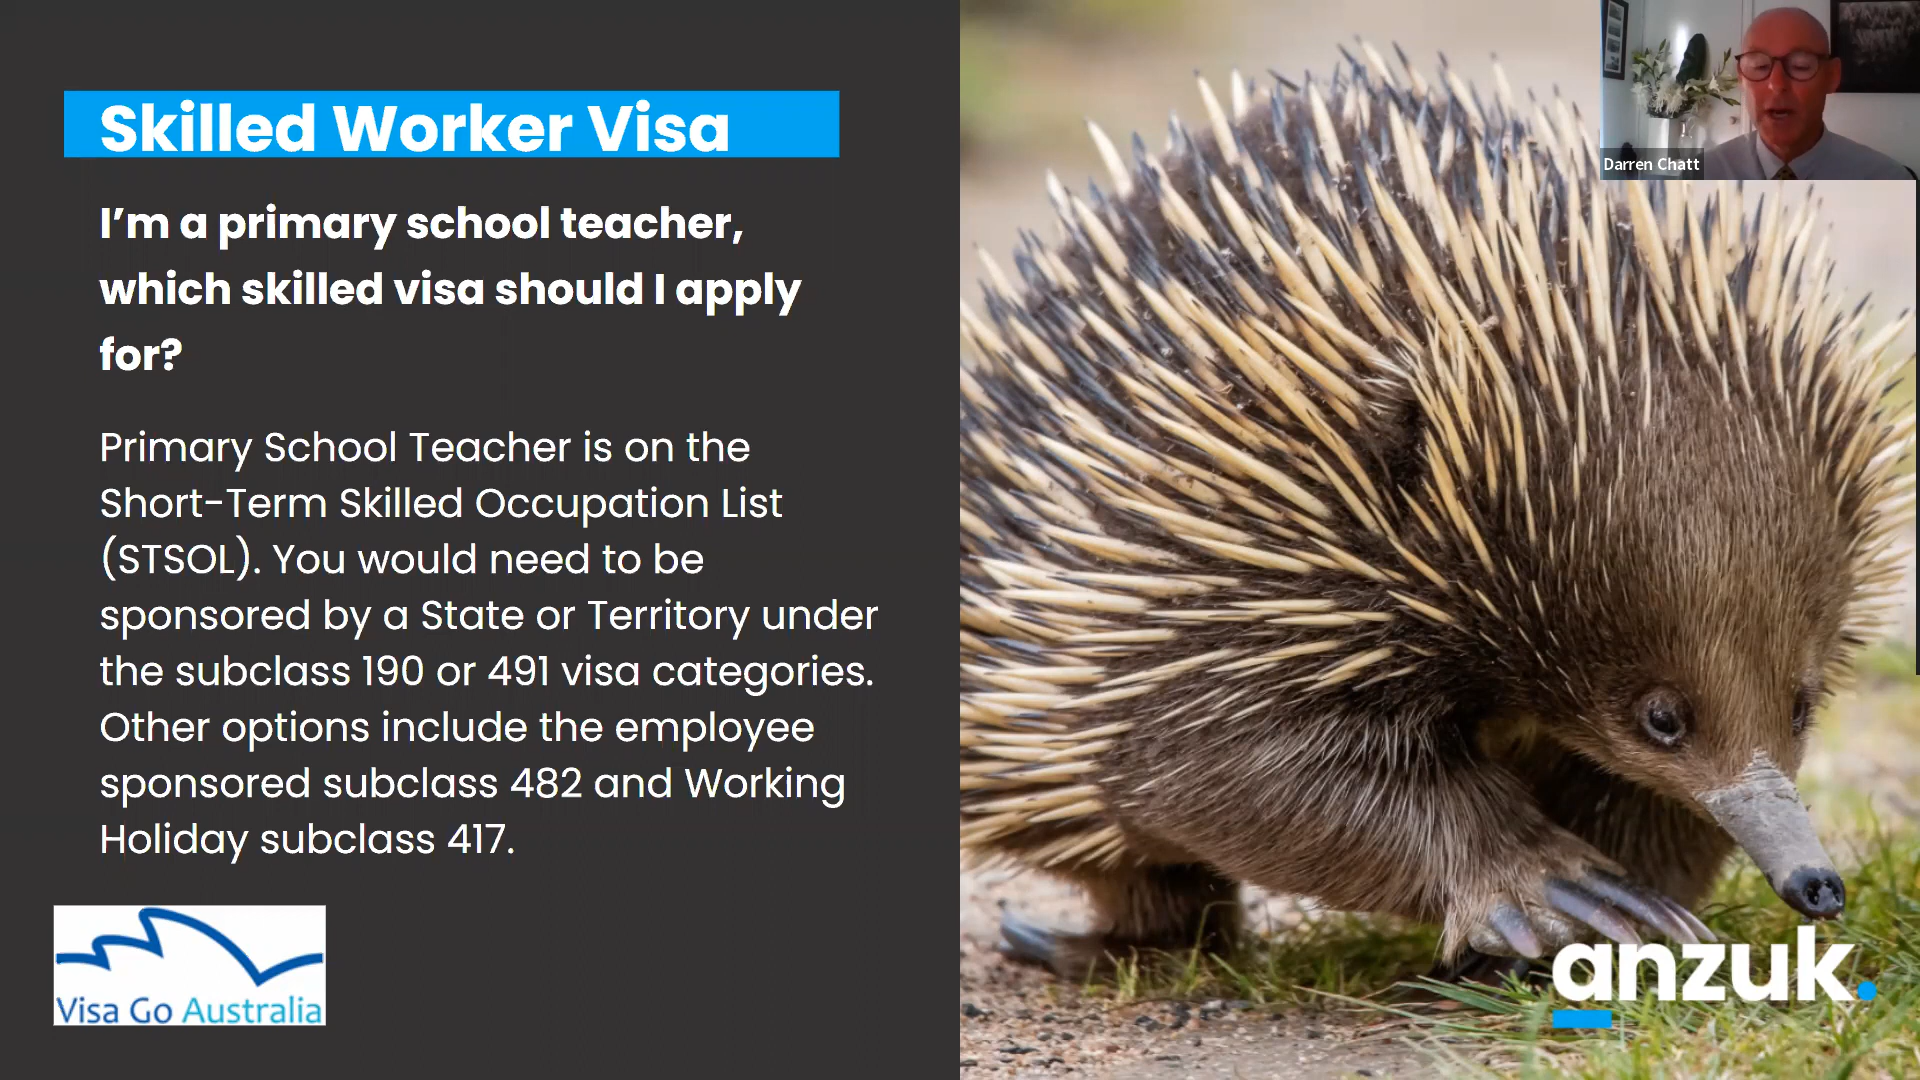 Skilled Worker Visa
I’m a primary school teacher,
which skilled visa should I apply
for?
Primary School Teacher is on the
Short-Term Skilled Occupation List
(STSOL). You would need to be
sponsored by a State or Territory under
the subclass 190 or 491 visa categories.
Other options include the employee
sponsored subclass 482 and Working
Holiday subclass 417.
Visa Go Australia
Darren Chatt
anzuk.